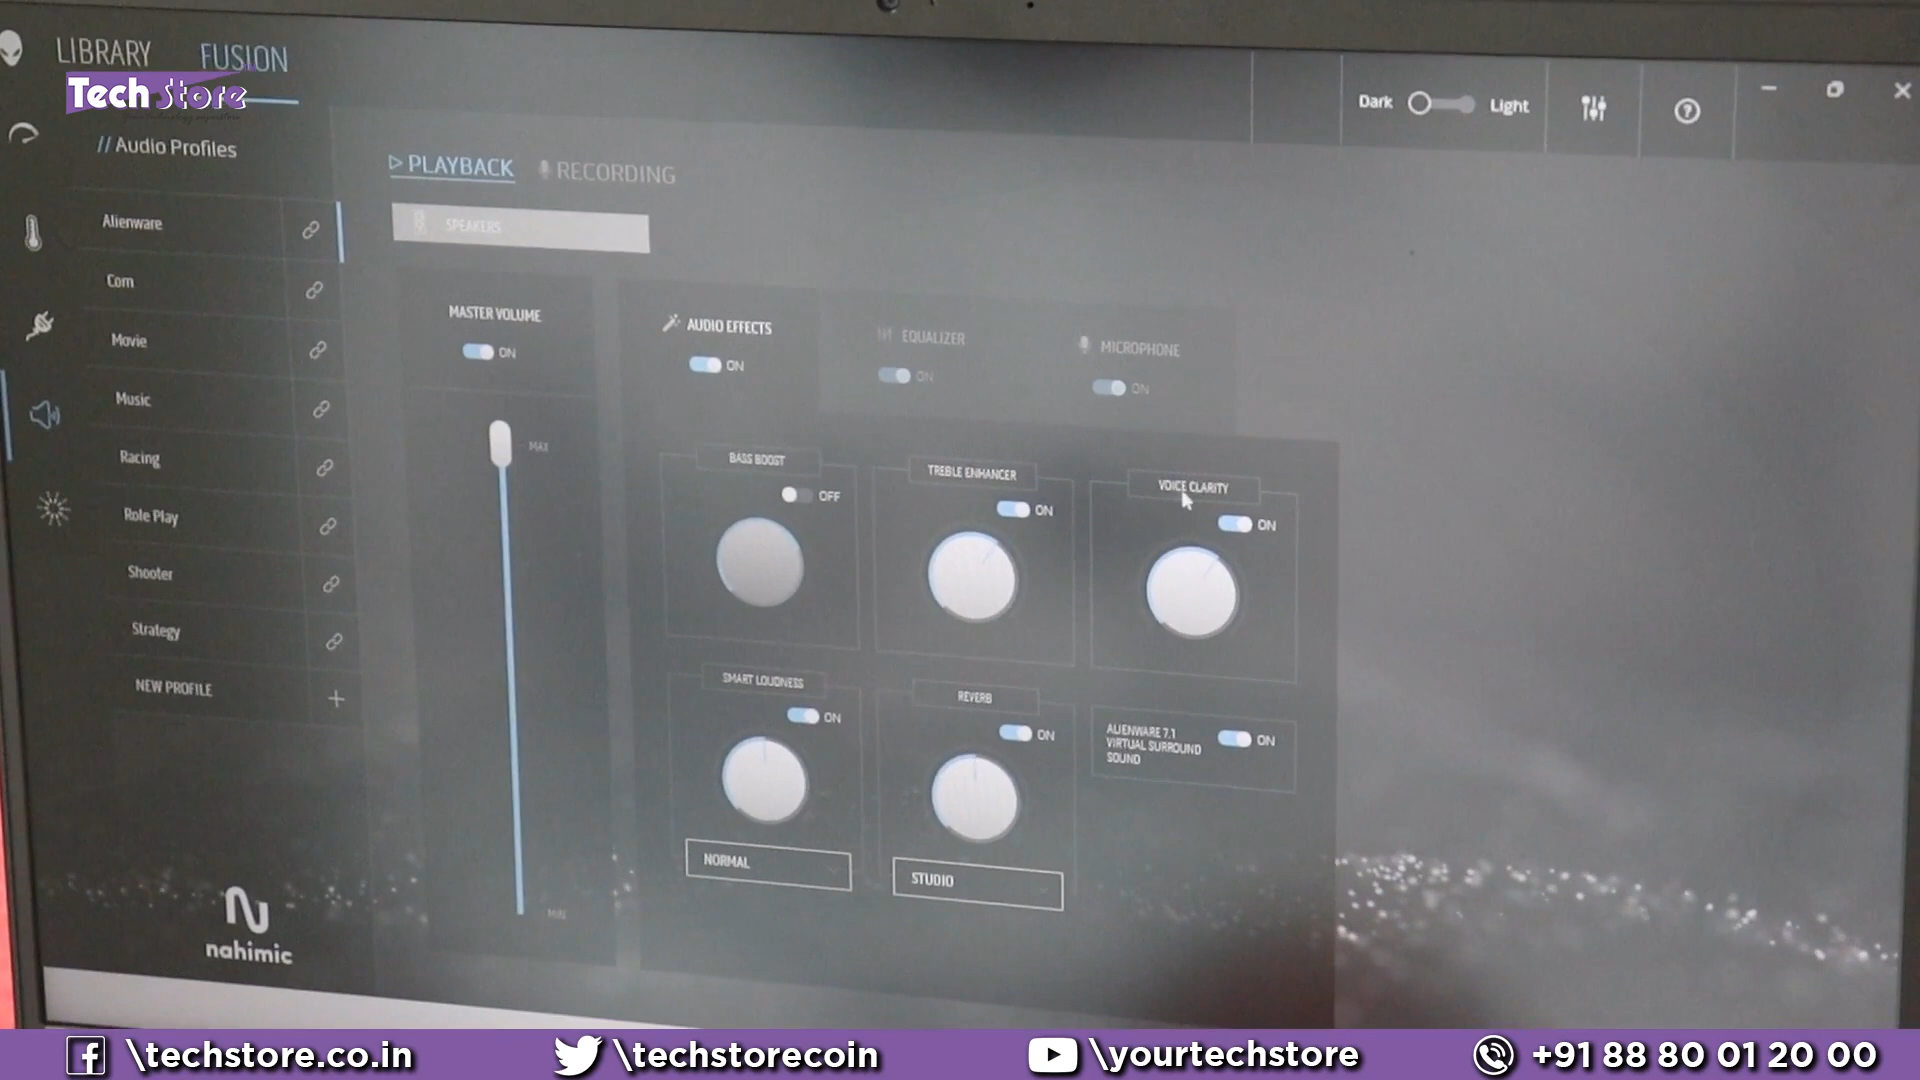 LIBRARY
FUSION
Tech Store
// Audio Profiles
Dark
Light
PLAYBACK
RECORDING
SPEAKERS
Alienware
Com
Movie
Music
Racing
Role Play
Shooter
Strategy
NEW PROFILE
MASTER VOLUME
ON
MAX
MIN
AUDIO EFFECTS
ON
EQUALIZER
ON
MICROPHONE
ON
BASS BOOST
OFF
TREBLE ENHANCER
ON
VOICE CLARITY
ON
SMART LOUDNESS
ON
NORMAL
REVERB
ON
STUDIO
ALIENWARE 7.1
VIRTUAL SURROUND
SOUND
ON
nahimic
\techstore.co.in
\techstorecoin
\yourtechstore
+91 88 80 01 20 00